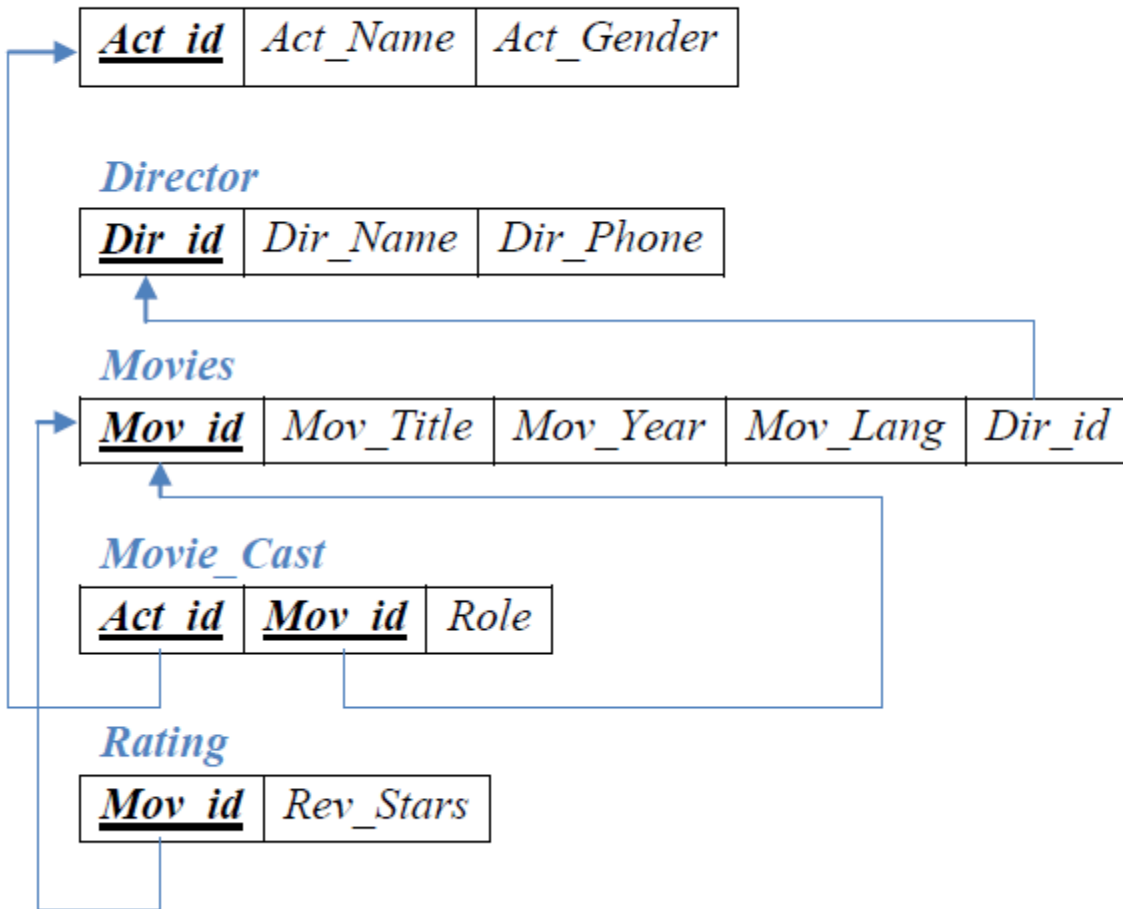 Act_id Act_Name Act_Gender
Director
Dir_id Dir_Name Dir_Phone
Movies
Mov_id Mov_Title Mov_Year Mov_Lang Dir_id
Movie_Cast
Act_id Mov_id Role
Rating
Mov_id Rev_Stars